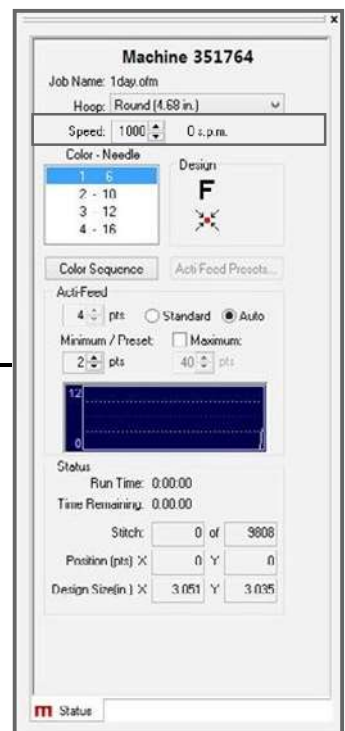 x
Machine 351764
Job Name: 1day.ofm
Hoop: Round (4.68 in.)
Speed: 1000 0 s.p.m.
Color - Needle
Design
1 - 6
2 - 10
3 - 12
4 - 16
F
Color Sequence Acti Feed Presets...
Acti-Feed
4 pts Standard Auto
Minimum / Preset: Maximum:
2 pts 40 pts
12
0
Status
Run Time: 0:00:00
Time Remaining: 0:00:00
Stitch: 0 of 9808
Position (pts) X 0 Y 0
Design Size(in.) X 3.051 Y 3.035
m Status